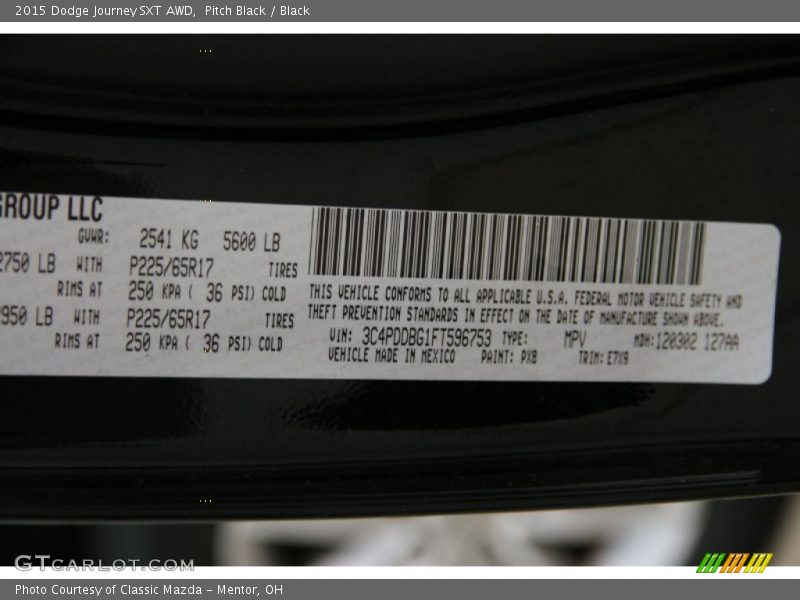 2015 Dodge Journey SXT AWD, Pitch Black / Black
GROUP LLC
GVWR: 2541 KG 5600 LB
2750 LB WITH P225/65R17 TIRES
RIMS AT 250 KPA ( 36 PSI) COLD
950 LB WITH P225/65R17 TIRES
RIMS AT 250 KPA ( 36 PSI) COLD
THIS VEHICLE CONFORMS TO ALL APPLICABLE U.S.A. FEDERAL MOTOR VEHICLE SAFETY AND
THEFT PREVENTION STANDARDS IN EFFECT ON THE DATE OF MANUFACTURE SHOWN ABOVE.
VIN: 3C4PDDBG1FT596753 TYPE: MPV MDH:120302 127AA
VEHICLE MADE IN MEXICO PAINT: PX8 TRIM: E7X9
GTCARLOT.COM
Photo Courtesy of Classic Mazda - Mentor, OH